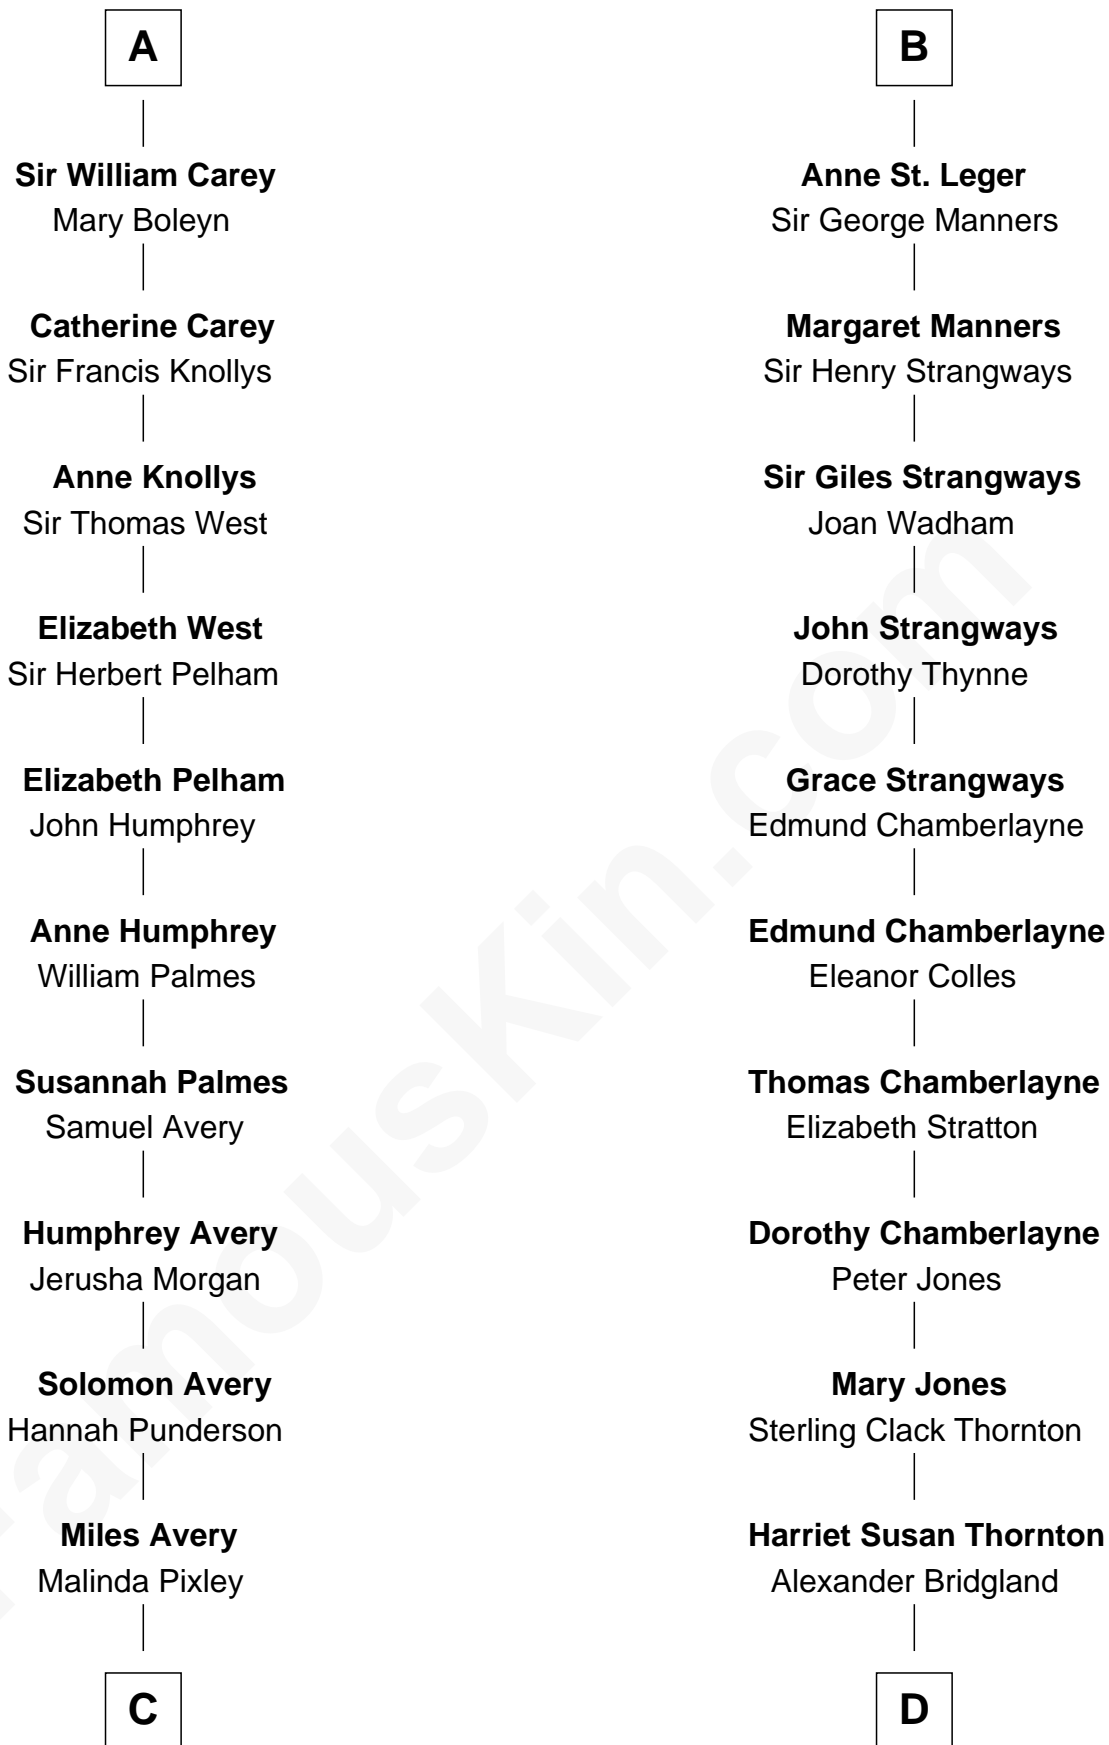 A
Sir William Carey
Mary Boleyn
Catherine Carey
Sir Francis Knollys
Anne Knollys
Sir Thomas West
Elizabeth West
Sir Herbert Pelham
Elizabeth Pelham
John Humphrey
Anne Humphrey
William Palmes
Susannah Palmes
Samuel Avery
Humphrey Avery
Jerusha Morgan
Solomon Avery
Hannah Punderson
Miles Avery
Malinda Pixley
C
B
Anne St. Leger
Sir George Manners
Margaret Manners
Sir Henry Strangways
Sir Giles Strangways
Joan Wadham
John Strangways
Dorothy Thynne
Grace Strangways
Edmund Chamberlayne
Edmund Chamberlayne
Eleanor Colles
Thomas Chamberlayne
Elizabeth Stratton
Dorothy Chamberlayne
Peter Jones
Mary Jones
Sterling Clack Thornton
Harriet Susan Thornton
Alexander Bridgland
D
FamousKin.com